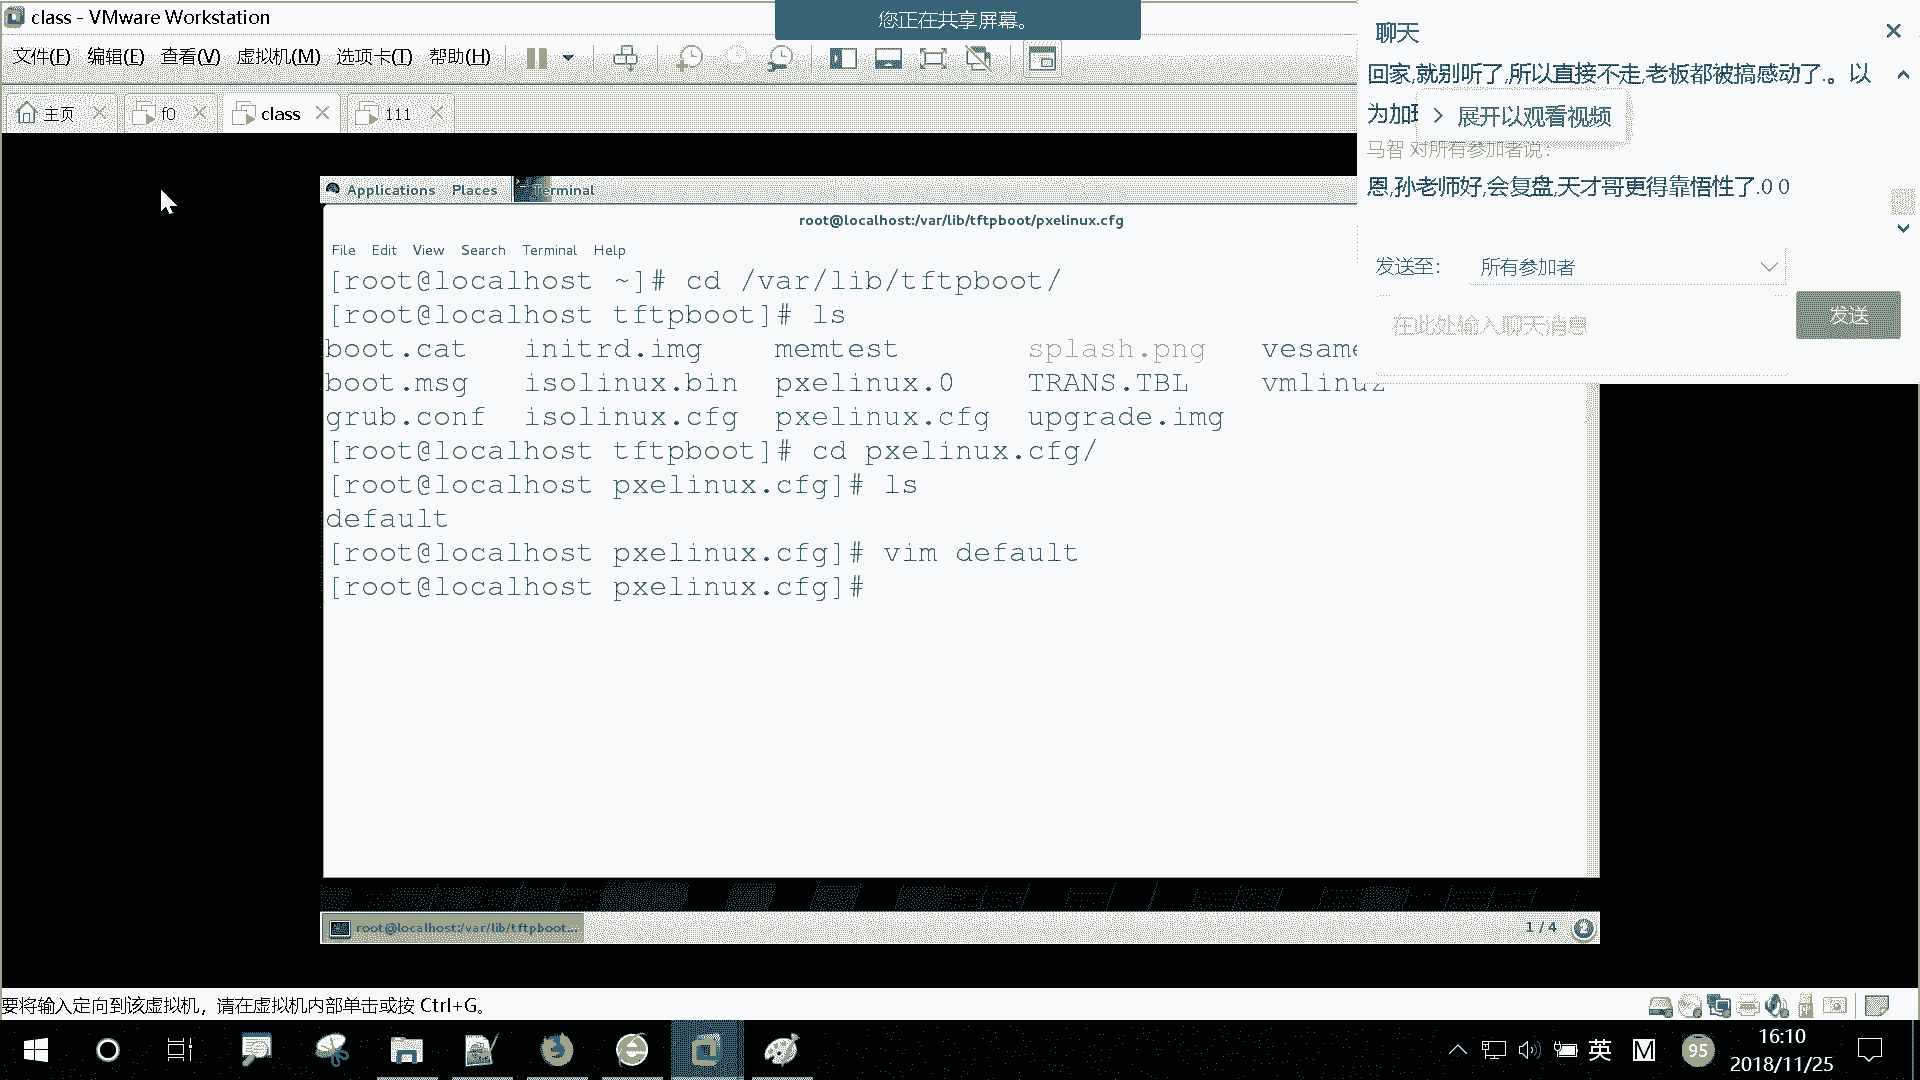 class - VMware Workstation
您正在共享屏幕。
文件(F) 编辑(E) 查看(V) 虚拟机(M) 选项卡(T) 帮助(H)
主页 f0 class 111
聊天
回家,就别听了,所以直接不走,老板都被搞感动了.。以
为加
展开以观看视频
马智 对所有参加者说:
恩,孙老师好,会复盘,天才哥更得靠悟性了.0 0
发送至: 所有参加者
在此处输入聊天消息
发送
Applications Places Terminal
root@localhost:/var/lib/tftpboot/pxelinux.cfg
File Edit View Search Terminal Help
[root@localhost ~]# cd /var/lib/tftpboot/
[root@localhost tftpboot]# ls
boot.cat initrd.img memtest splash.png vesame
boot.msg isolinux.bin pxelinux.0 TRANS.TBL vmlinuz
grub.conf isolinux.cfg pxelinux.cfg upgrade.img
[root@localhost tftpboot]# cd pxelinux.cfg/
[root@localhost pxelinux.cfg]# ls
default
[root@localhost pxelinux.cfg]# vim default
[root@localhost pxelinux.cfg]#
root@localhost:/var/lib/tftpboot...
1 / 4 2
要将输入定向到该虚拟机，请在虚拟机内部单击或按 Ctrl+G。
英 M 95
16:10
2018/11/25